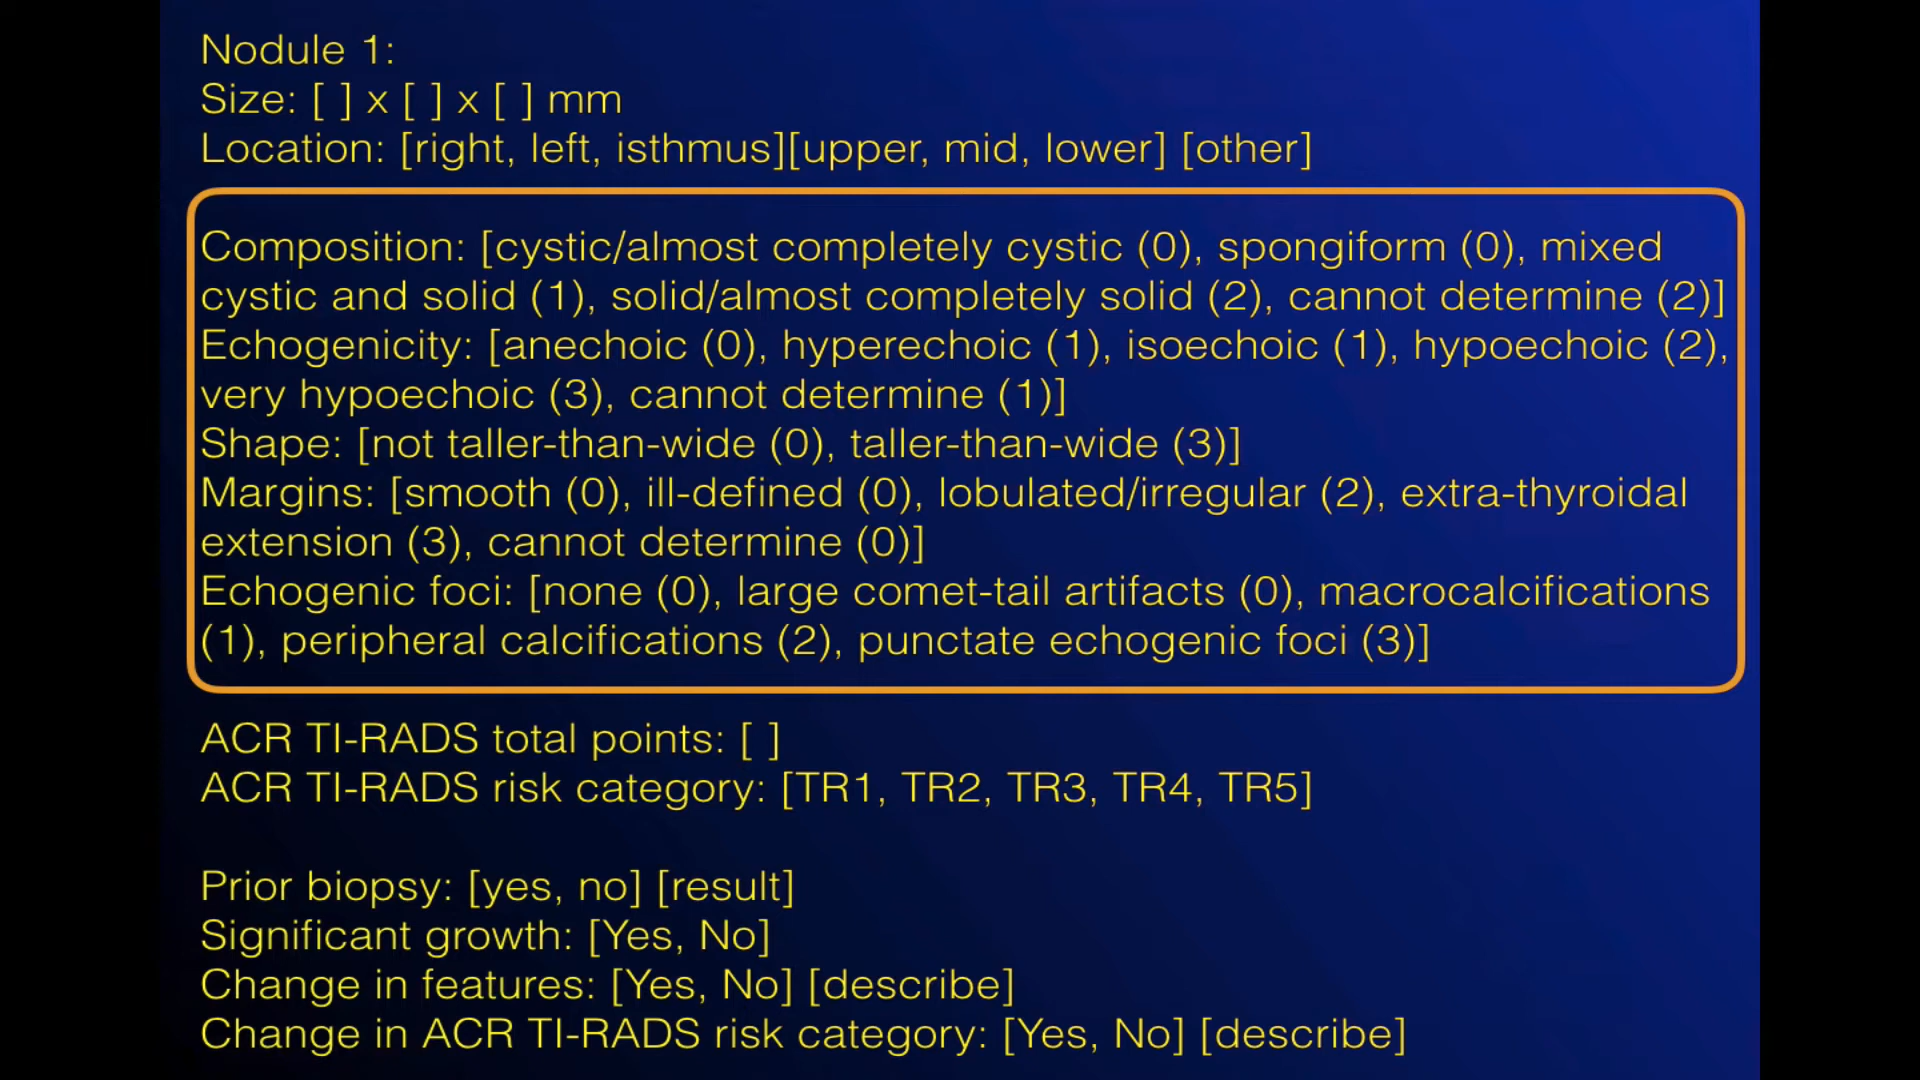 Nodule 1:
Size: [ ] x [ ] x [ ] mm
Location: [right, left, isthmus][upper, mid, lower] [other]
Composition: [cystic/almost completely cystic (0), spongiform (0), mixed
cystic and solid (1), solid/almost completely solid (2), cannot determine (2)]
Echogenicity: [anechoic (0), hyperechoic (1), isoechoic (1), hypoechoic (2),
very hypoechoic (3), cannot determine (1)]
Shape: [not taller-than-wide (0), taller-than-wide (3)]
Margins: [smooth (0), ill-defined (0), lobulated/irregular (2), extra-thyroidal
extension (3), cannot determine (0)]
Echogenic foci: [none (0), large comet-tail artifacts (0), macrocalcifications
(1), peripheral calcifications (2), punctate echogenic foci (3)]
ACR TI-RADS total points: [ ]
ACR TI-RADS risk category: [TR1, TR2, TR3, TR4, TR5]
Prior biopsy: [yes, no] [result]
Significant growth: [Yes, No]
Change in features: [Yes, No] [describe]
Change in ACR TI-RADS risk category: [Yes, No] [describe]